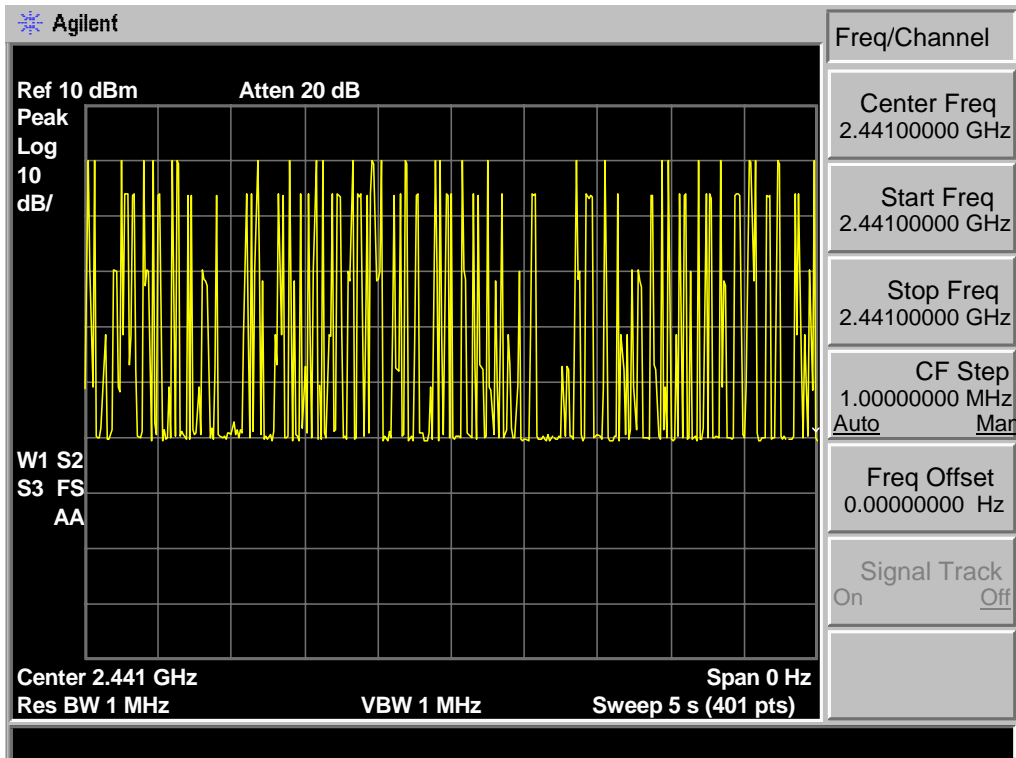 Agilent
Ref 10 dBm Atten 20 dB
Peak
Log
10
dB/
W1 S2
S3 FS
AA
Center 2.441 GHz Span 0 Hz
Res BW 1 MHz VBW 1 MHz Sweep 5 s (401 pts)
Freq/Channel
Center Freq
2.44100000 GHz
Start Freq
2.44100000 GHz
Stop Freq
2.44100000 GHz
CF Step
1.00000000 MHz
Auto Man
Freq Offset
0.00000000 Hz
Signal Track
On Off